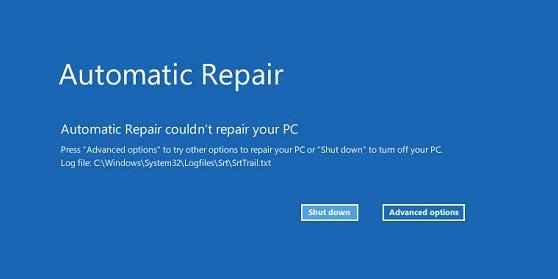 Automatic Repair
Automatic Repair couldn't repair your PC
Press "Advanced options" to try other options to repair your PC or "Shut down" to turn off your PC.
Log file: C:\Windows\System32\Logfiles\Srt\SrtTrail.txt
Shut down
Advanced options